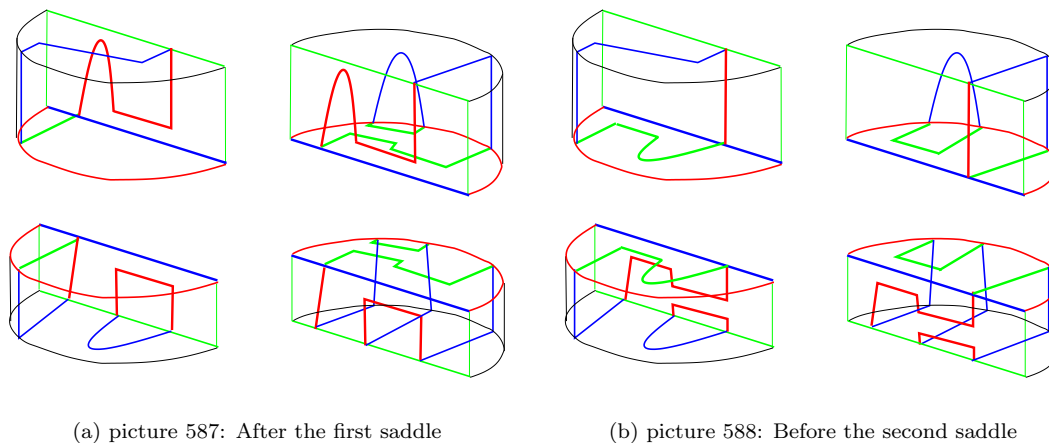 (a) picture 587: After the first saddle
(b) picture 588: Before the second saddle